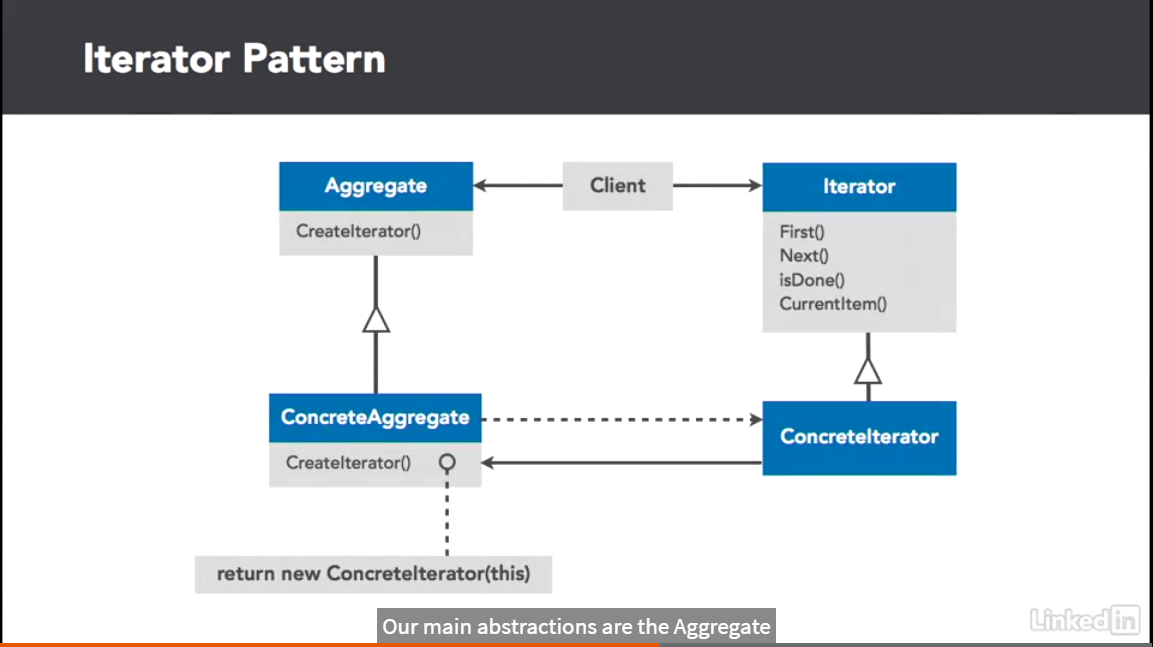 Iterator Pattern
Aggregate
CreateIterator()
Client
Iterator
First()
Next()
isDone()
CurrentItem()
ConcreteAggregate
CreateIterator()
ConcreteIterator
return new ConcreteIterator(this)
Our main abstractions are the Aggregate
LinkedIn